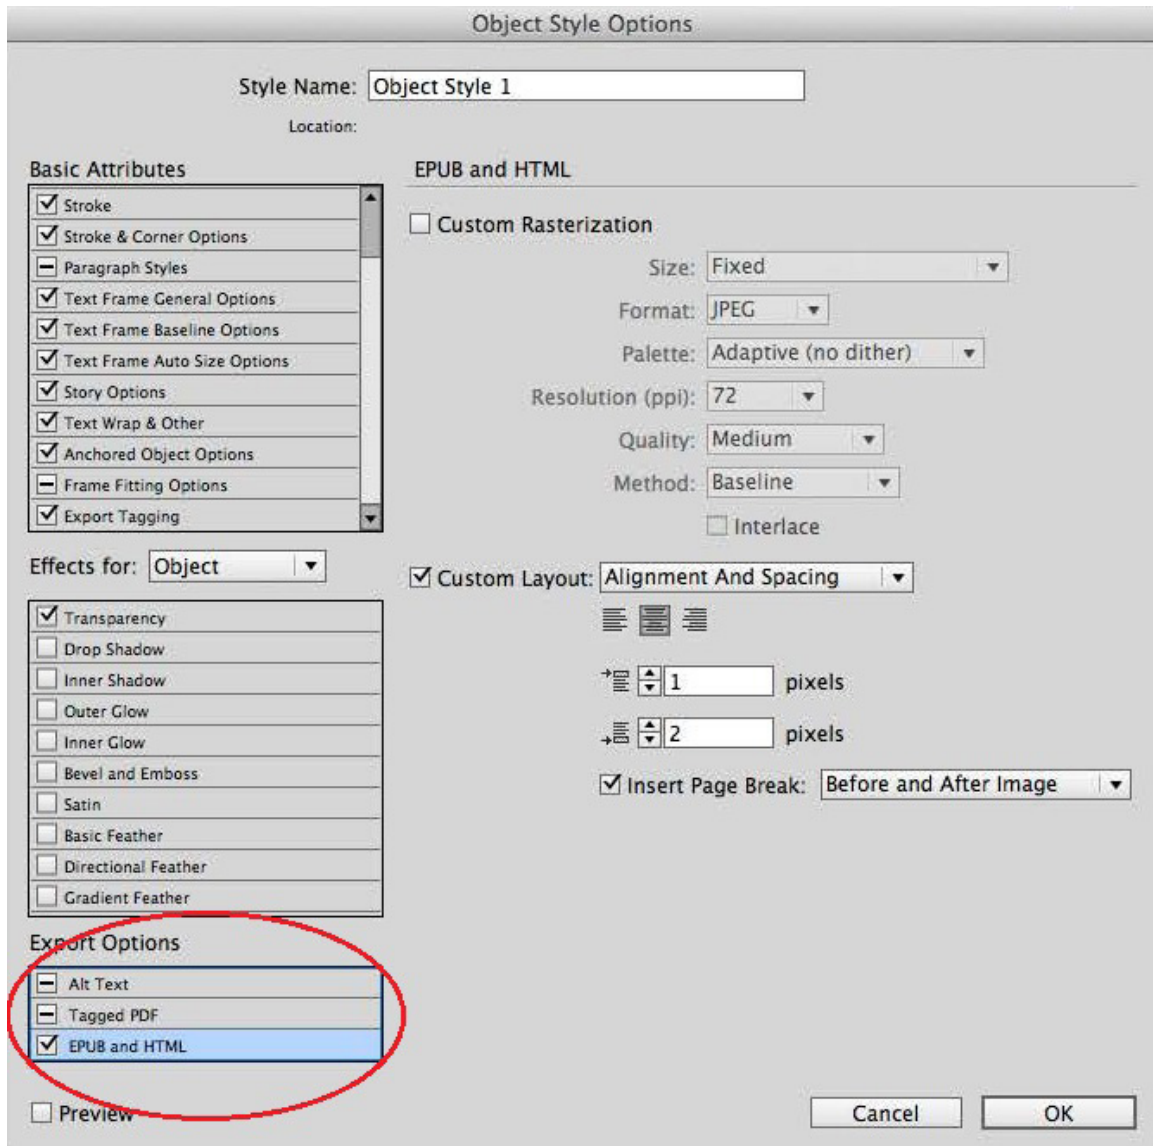 Object Style Options
Style Name: Object Style 1
Location:
Basic Attributes
Stroke
Stroke & Corner Options
Paragraph Styles
Text Frame General Options
Text Frame Baseline Options
Text Frame Auto Size Options
Story Options
Text Wrap & Other
Anchored Object Options
Frame Fitting Options
Export Tagging
Effects for: Object
Transparency
Drop Shadow
Inner Shadow
Outer Glow
Inner Glow
Bevel and Emboss
Satin
Basic Feather
Directional Feather
Gradient Feather
Export Options
Alt Text
Tagged PDF
EPUB and HTML
Preview
EPUB and HTML
Custom Rasterization
Size: Fixed
Format: JPEG
Palette: Adaptive (no dither)
Resolution (ppi): 72
Quality: Medium
Method: Baseline
Interlace
Custom Layout: Alignment And Spacing
1 pixels
2 pixels
Insert Page Break: Before and After Image
Cancel OK